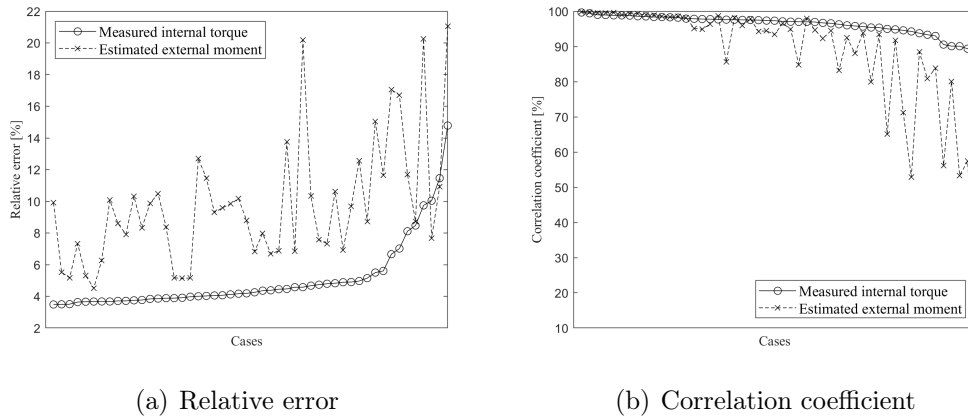 22
20
18
16
14
12
10
8
6
4
2
Relative error [%]
Measured internal torque
Estimated external moment
Cases
(a) Relative error
100
90
80
70
60
50
40
30
20
10
Correlation coefficient [%]
Measured internal torque
Estimated external moment
Cases
(b) Correlation coefficient